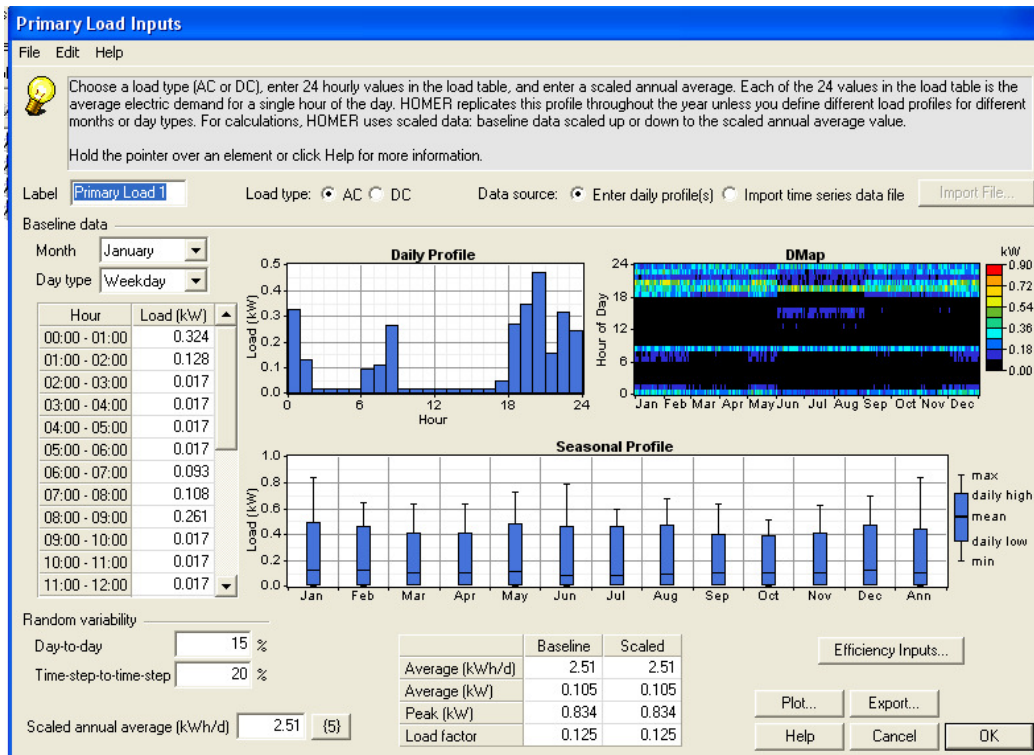 Primary Load Inputs
File Edit Help
Choose a load type (AC or DC), enter 24 hourly values in the load table, and enter a scaled annual average. Each of the 24 values in the load table is the
average electric demand for a single hour of the day. HOMER replicates this profile throughout the year unless you define different load profiles for different
months or day types. For calculations, HOMER uses scaled data: baseline data scaled up or down to the scaled annual average value.
Hold the pointer over an element or click Help for more information.
Label Primary Load 1 Load type: AC DC Data source: Enter daily profile(s) Import time series data file Import File...
Baseline data
Month January
Day type Weekday
Hour Load (kW)
00:00 - 01:00 0.324
01:00 - 02:00 0.128
02:00 - 03:00 0.017
03:00 - 04:00 0.017
04:00 - 05:00 0.017
05:00 - 06:00 0.017
06:00 - 07:00 0.093
07:00 - 08:00 0.108
08:00 - 09:00 0.261
09:00 - 10:00 0.017
10:00 - 11:00 0.017
11:00 - 12:00 0.017
Daily Profile
Load (kW)
0.5
0.4
0.3
0.2
0.1
0.0
0 6 12 18 24
Hour
DMap
Hour of Day
24
18
12
6
0
Jan Feb Mar Apr May Jun Jul Aug Sep Oct Nov Dec
kW
0.90
0.72
0.54
0.36
0.18
0.00
Seasonal Profile
Load (kW)
1.0
0.8
0.6
0.4
0.2
0.0
Jan Feb Mar Apr May Jun Jul Aug Sep Oct Nov Dec Ann
max
daily high
mean
daily low
min
Random variability
Day-to-day 15 %
Time-step-to-time-step 20 %
Scaled annual average (kWh/d) 2.51 {5}
Baseline Scaled
Average (kWh/d) 2.51 2.51
Average (kW) 0.105 0.105
Peak (kW) 0.834 0.834
Load factor 0.125 0.125
Efficiency Inputs...
Plot... Export...
Help Cancel OK